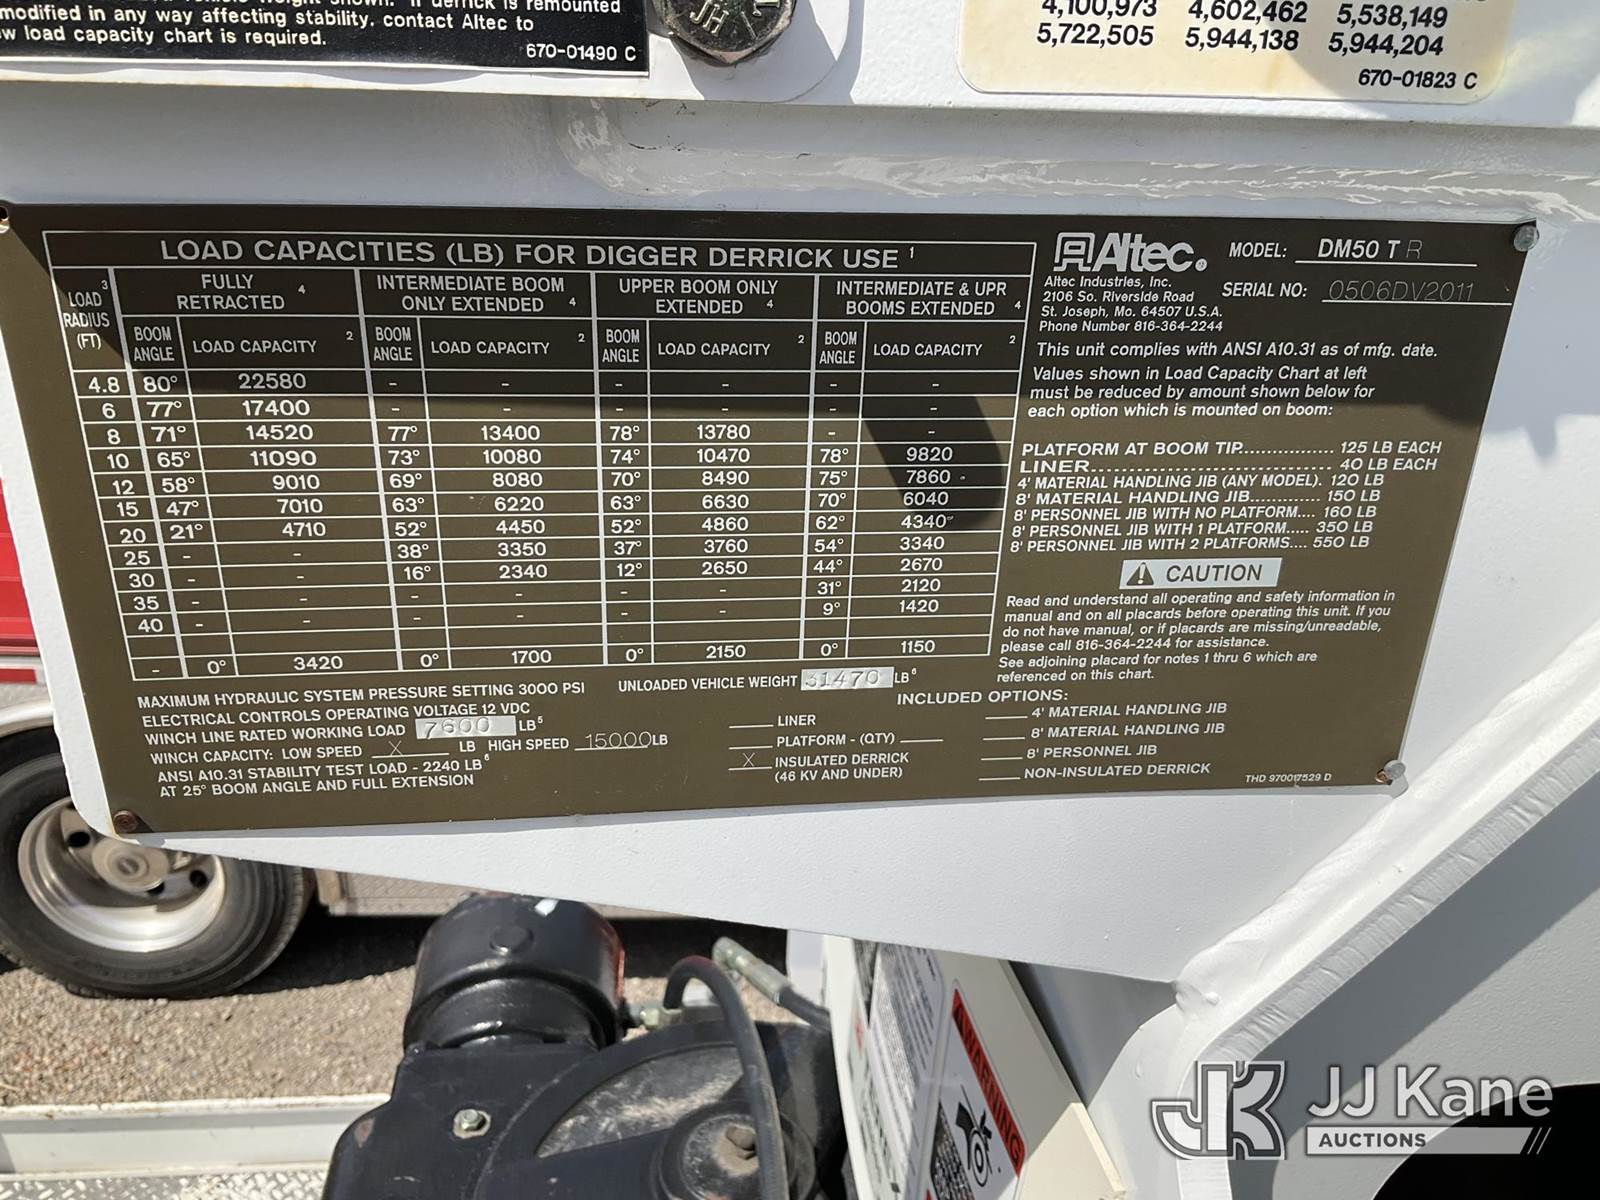 derrick is remounted
modified in any way affecting stability, contact Altec to
w load capacity chart is required.
670-01490 C
JH
4,100,973 4,602,462 5,538,149
5,722,505 5,944,138 5,944,204
670-01823 C
LOAD CAPACITIES (LB) FOR DIGGER DERRICK USE 1
LOAD RADIUS (FT) 3
FULLY RETRACTED 4
INTERMEDIATE BOOM ONLY EXTENDED 4
UPPER BOOM ONLY EXTENDED 4
INTERMEDIATE & UPR BOOMS EXTENDED 4
BOOM ANGLE LOAD CAPACITY 2 BOOM ANGLE LOAD CAPACITY 2 BOOM ANGLE LOAD CAPACITY 2 BOOM ANGLE LOAD CAPACITY 2
4.8 80° 22580 - - - - - -
6 77° 17400 - - - - - -
8 71° 14520 77° 13400 78° 13780 - -
10 65° 11090 73° 10080 74° 10470 78° 9820
12 58° 9010 69° 8080 70° 8490 75° 7860
15 47° 7010 63° 6220 63° 6630 70° 6040
20 21° 4710 52° 4450 52° 4860 62° 4340
25 - - 38° 3350 37° 3760 54° 3340
30 - - 16° 2340 12° 2650 44° 2670
35 - - - - - - 31° 2120
40 - - - - - - 9° 1420
- 0° 3420 0° 1700 0° 2150 0° 1150
MAXIMUM HYDRAULIC SYSTEM PRESSURE SETTING 3000 PSI
ELECTRICAL CONTROLS OPERATING VOLTAGE 12 VDC
WINCH LINE RATED WORKING LOAD 7600 LB 5
WINCH CAPACITY: LOW SPEED X LB HIGH SPEED 15000 LB
ANSI A10.31 STABILITY TEST LOAD - 2240 LB 6
AT 25° BOOM ANGLE AND FULL EXTENSION
UNLOADED VEHICLE WEIGHT 31470 LB 6
INCLUDED OPTIONS:
LINER
PLATFORM - (QTY)
X INSULATED DERRICK
(46 KV AND UNDER)
4' MATERIAL HANDLING JIB
8' MATERIAL HANDLING JIB
8' PERSONNEL JIB
NON-INSULATED DERRICK
THD 970017529 D
Altec.
MODEL: DM50 T R
SERIAL NO: 0506DV2011
Altec Industries, Inc.
2106 So. Riverside Road
St. Joseph, Mo. 64507 U.S.A.
Phone Number 816-364-2244
This unit complies with ANSI A10.31 as of mfg. date.
Values shown in Load Capacity Chart at left
must be reduced by amount shown below for
each option which is mounted on boom:
PLATFORM AT BOOM TIP................ 125 LB EACH
LINER................................ 40 LB EACH
4' MATERIAL HANDLING JIB (ANY MODEL). 120 LB
8' MATERIAL HANDLING JIB............. 150 LB
8' PERSONNEL JIB WITH NO PLATFORM.... 160 LB
8' PERSONNEL JIB WITH 1 PLATFORM..... 350 LB
8' PERSONNEL JIB WITH 2 PLATFORMS.... 550 LB
CAUTION
Read and understand all operating and safety information in
manual and on all placards before operating this unit. If you
do not have manual, or if placards are missing/unreadable,
please call 816-364-2244 for assistance.
See adjoining placard for notes 1 thru 6 which are
referenced on this chart.
WARNING
JK JJ Kane
AUCTIONS